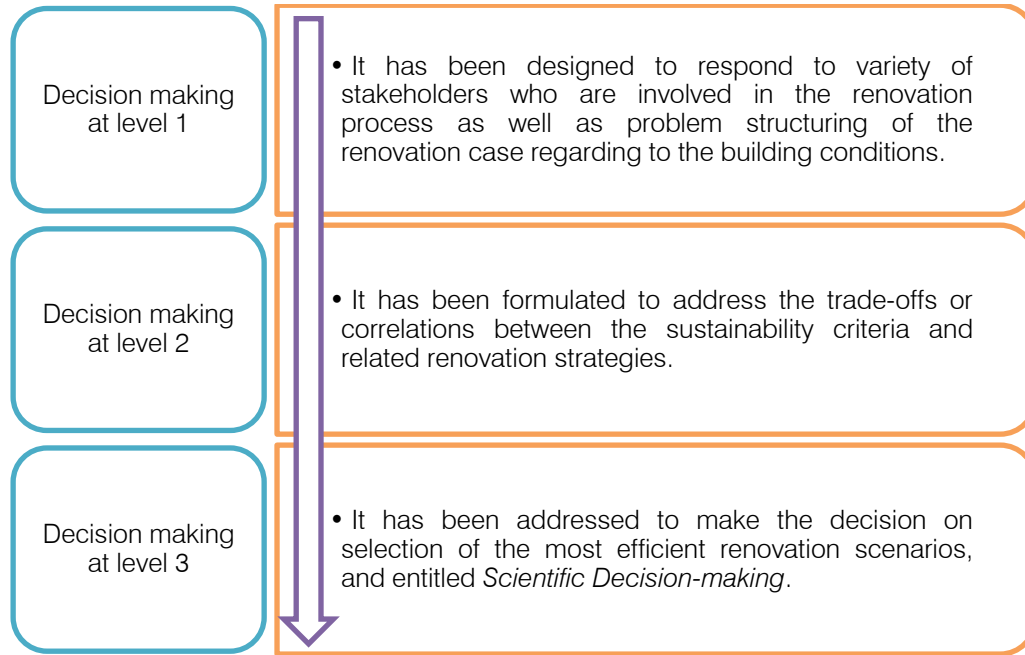 Decision making
at level 1
• It has been designed to respond to variety of
stakeholders who are involved in the renovation
process as well as problem structuring of the
renovation case regarding to the building conditions.
Decision making
at level 2
• It has been formulated to address the trade-offs or
correlations between the sustainability criteria and
related renovation strategies.
Decision making
at level 3
• It has been addressed to make the decision on
selection of the most efficient renovation scenarios,
and entitled Scientific Decision-making.